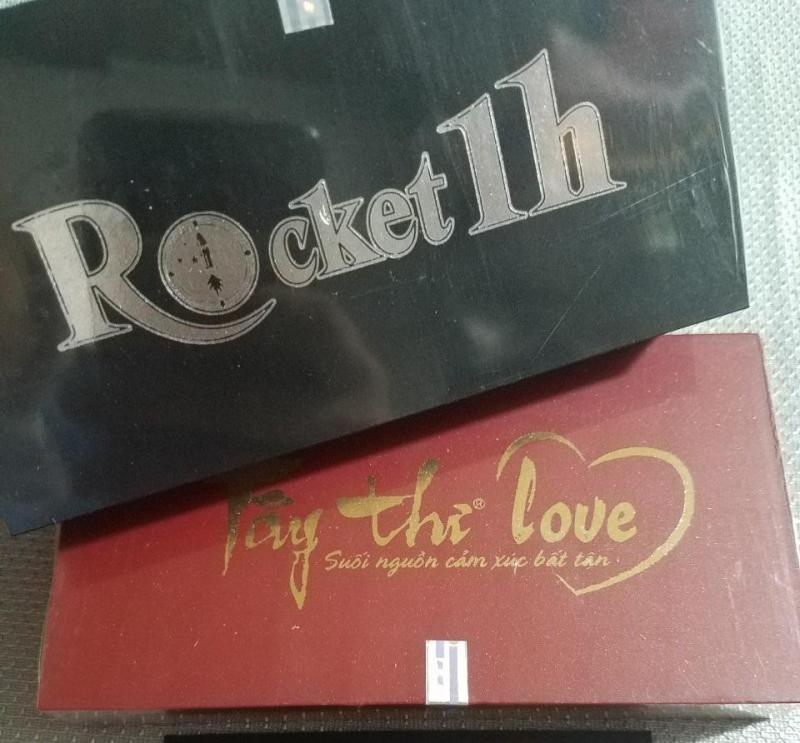 Rocket 1h
Tây thi® love
Suối nguồn cảm xúc bất tận